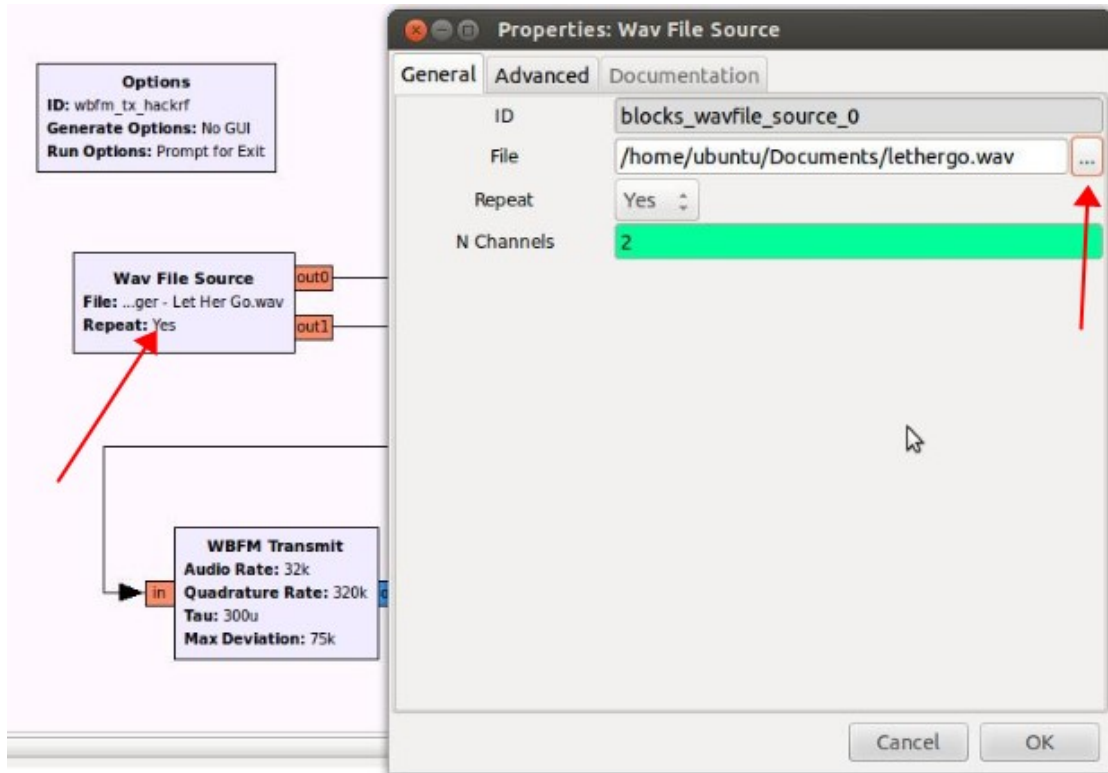 Options
ID: wbfm_tx_hackrf
Generate Options: No GUI
Run Options: Prompt for Exit
Wav File Source
File: ...ger - Let Her Go.wav
Repeat: Yes
out0
out1
WBFM Transmit
Audio Rate: 32k
Quadrature Rate: 320k
Tau: 300u
Max Deviation: 75k
in
Properties: Wav File Source
General Advanced Documentation
ID blocks_wavfile_source_0
File /home/ubuntu/Documents/lethergo.wav ...
Repeat Yes
N Channels 2
Cancel OK